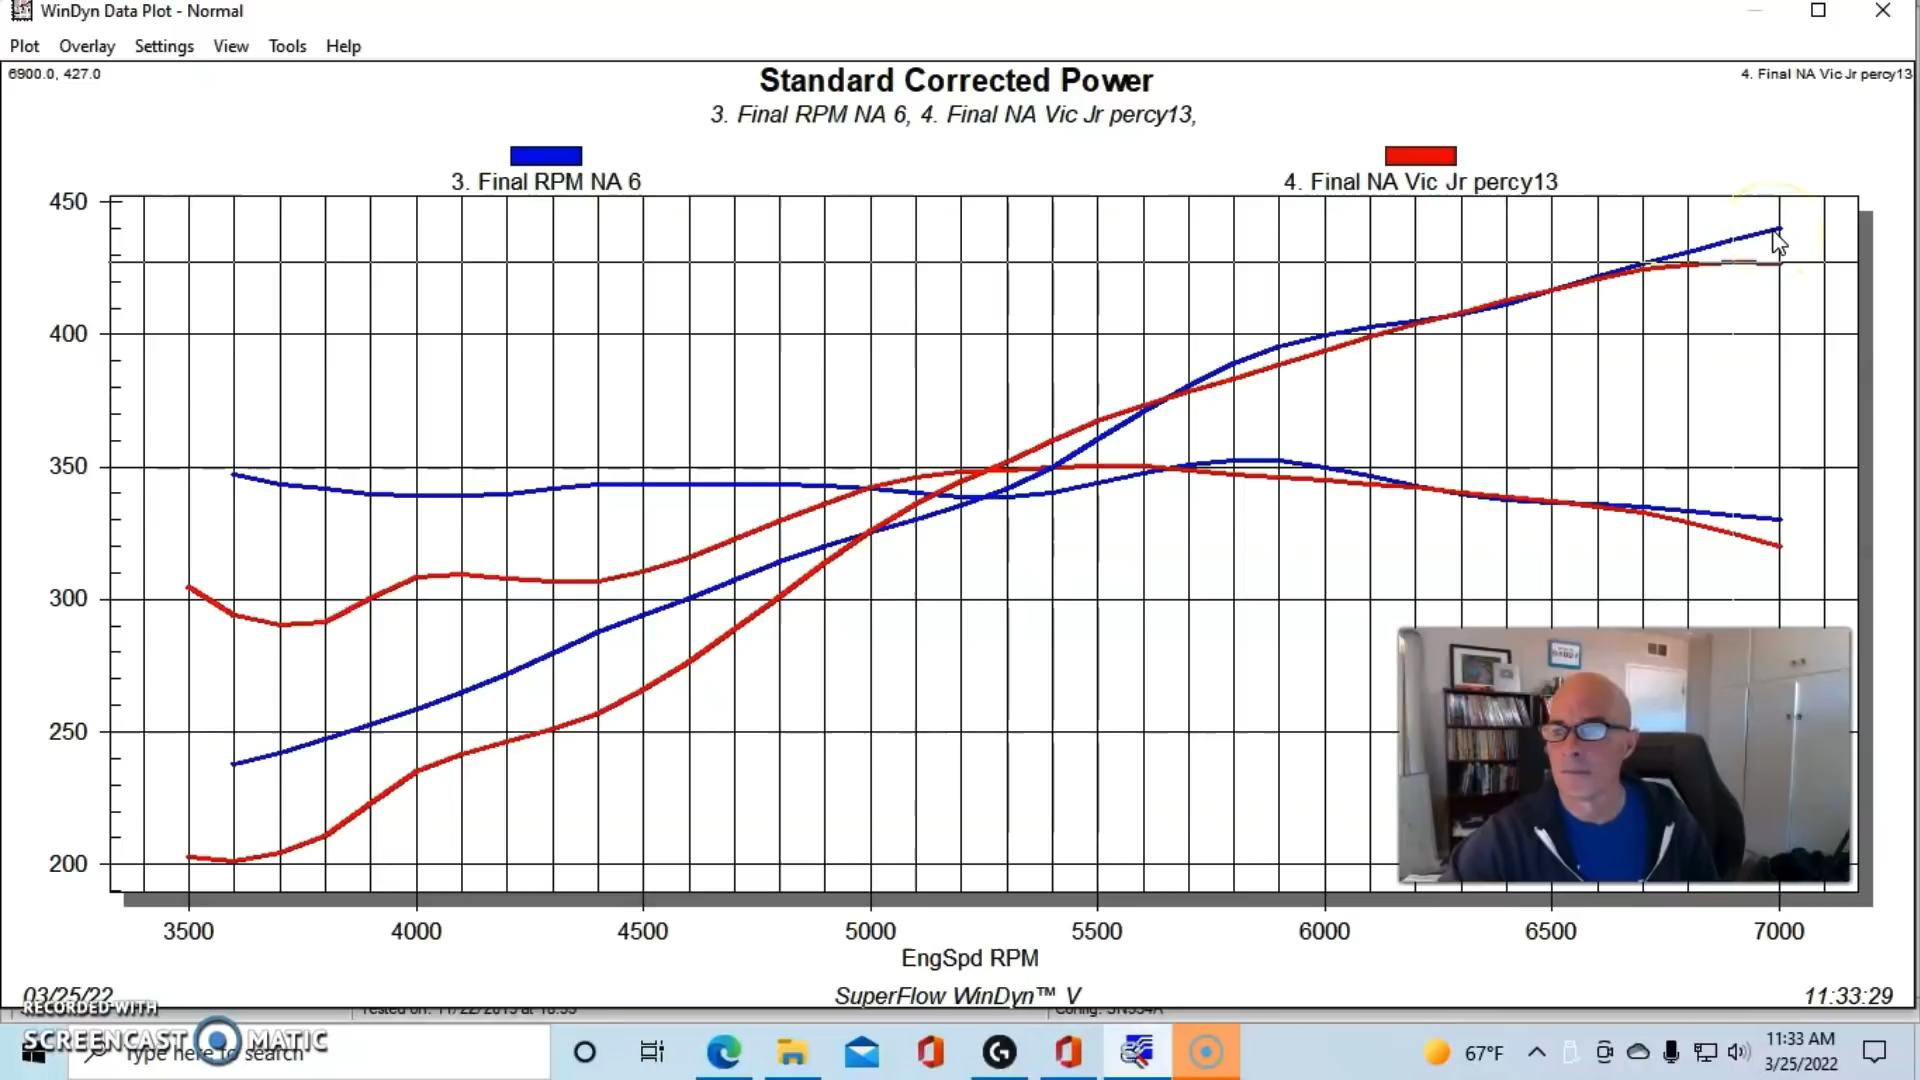 WinDyn Data Plot - Normal
Plot Overlay Settings View Tools Help
6900.0, 427.0
4. Final NA Vic Jr percy13
Standard Corrected Power
3. Final RPM NA 6, 4. Final NA Vic Jr percy13,
3. Final RPM NA 6
4. Final NA Vic Jr percy13
450
400
350
300
250
200
3500 4000 4500 5000 5500 6000 6500 7000
EngSpd RPM
03/25/22
SuperFlow WinDyn™ V
11:33:29
RECORDED WITH
SCREENCAST MATIC
Type here to search
67°F
11:33 AM
3/25/2022